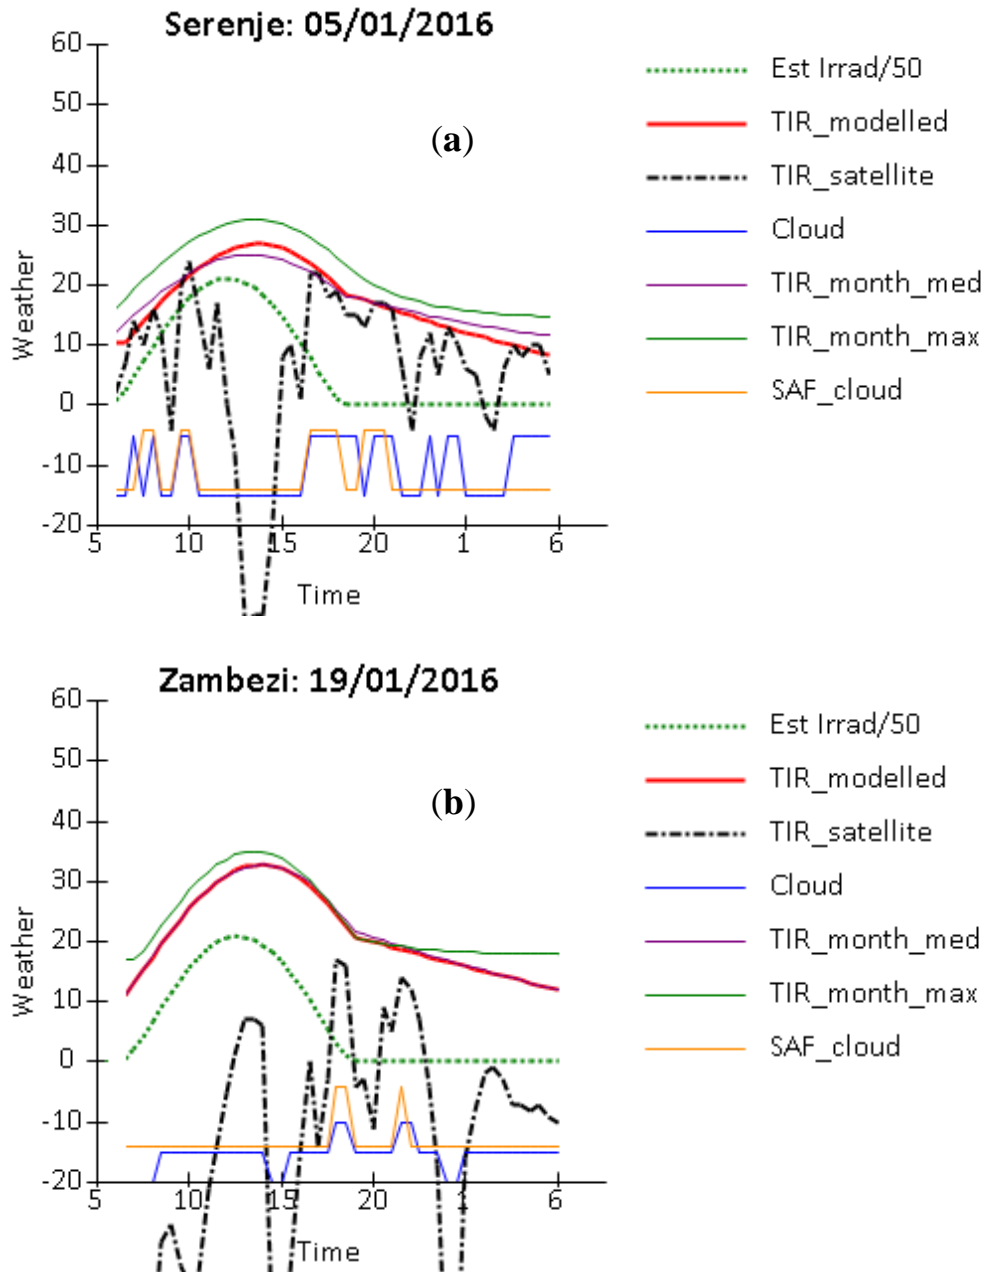 Serenje: 05/01/2016
60
50
40
30
20
10
0
-10
-20
5 10 15 20 1 6
Weather
Time
(a)
Est Irrad/50
TIR_modelled
TIR_satellite
Cloud
TIR_month_med
TIR_month_max
SAF_cloud
Zambezi: 19/01/2016
60
50
40
30
20
10
0
-10
-20
5 10 15 20 1 6
Weather
Time
(b)
Est Irrad/50
TIR_modelled
TIR_satellite
Cloud
TIR_month_med
TIR_month_max
SAF_cloud